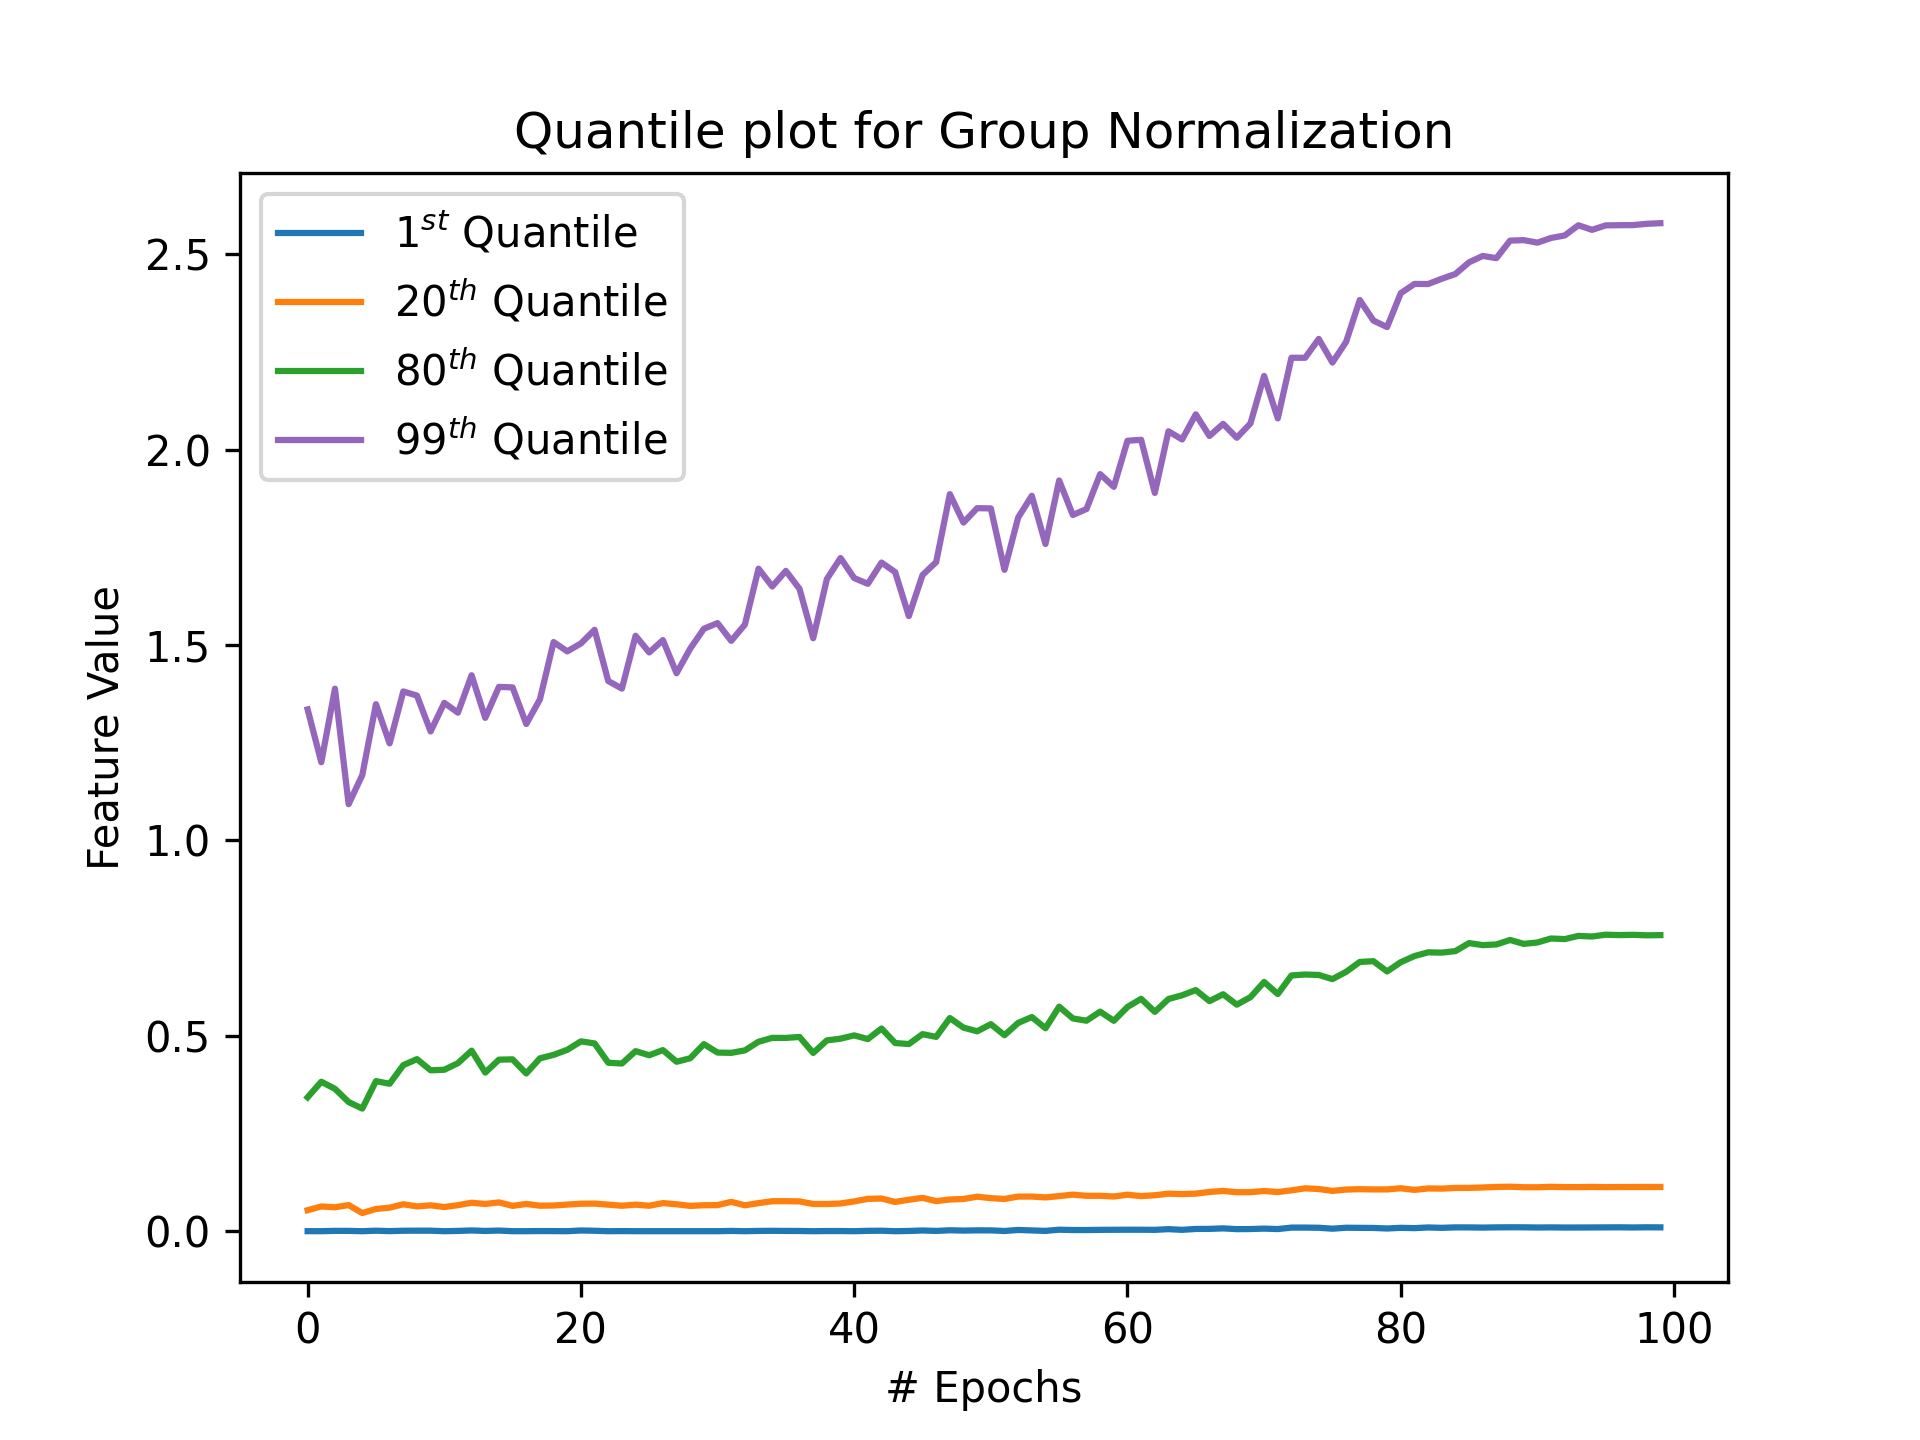 Quantile plot for Group Normalization
1st Quantile
20th Quantile
80th Quantile
99th Quantile
2.5
2.0
1.5
1.0
0.5
0.0
Feature Value
0 20 40 60 80 100
# Epochs